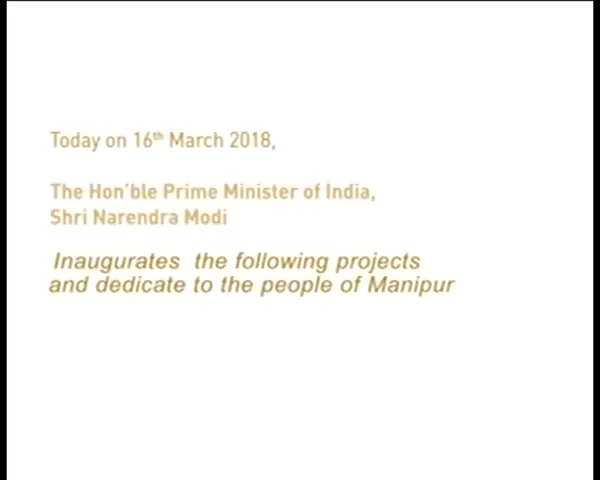 Today on 16th March 2018,
The Hon'ble Prime Minister of India,
Shri Narendra Modi
Inaugurates the following projects
and dedicate to the people of Manipur